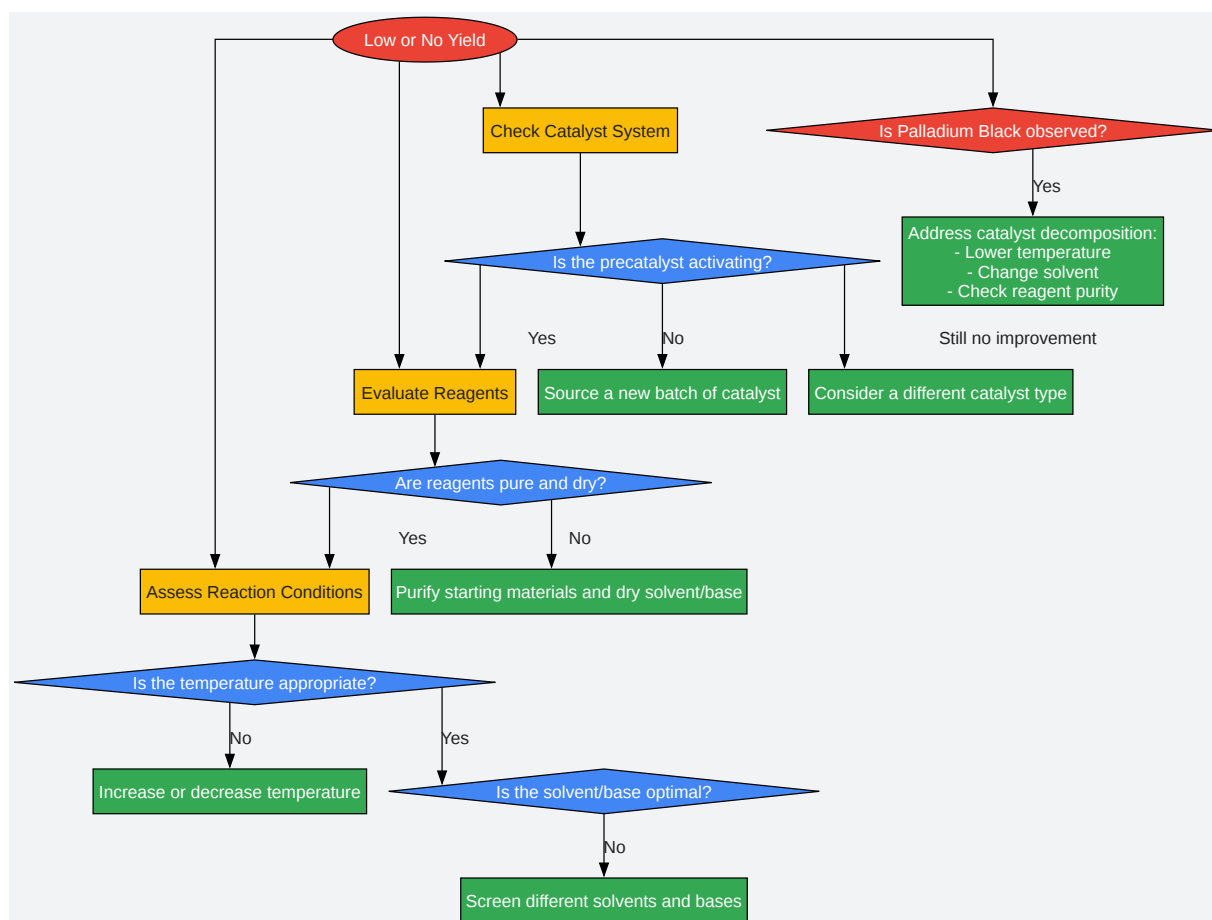 Low or No Yield
Check Catalyst System
Is Palladium Black observed?
Yes
Address catalyst decomposition:
- Lower temperature
- Change solvent
- Check reagent purity
Is the precatalyst activating?
Yes
No
Still no improvement
Evaluate Reagents
Source a new batch of catalyst
Consider a different catalyst type
Are reagents pure and dry?
Yes
No
Assess Reaction Conditions
Purify starting materials and dry solvent/base
Is the temperature appropriate?
No
Yes
Increase or decrease temperature
Is the solvent/base optimal?
No
Screen different solvents and bases